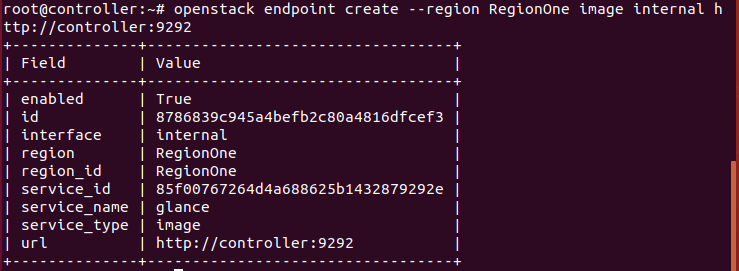 root@controller:~# openstack endpoint create --region RegionOne image internal h
ttp://controller:9292
+--------------+----------------------------------+
| Field        | Value                            |
+--------------+----------------------------------+
| enabled      | True                             |
| id           | 8786839c945a4befb2c80a4816dfcef3 |
| interface    | internal                         |
| region       | RegionOne                        |
| region_id    | RegionOne                        |
| service_id   | 85f00767264d4a688625b1432879292e |
| service_name | glance                           |
| service_type | image                            |
| url          | http://controller:9292           |
+--------------+----------------------------------+